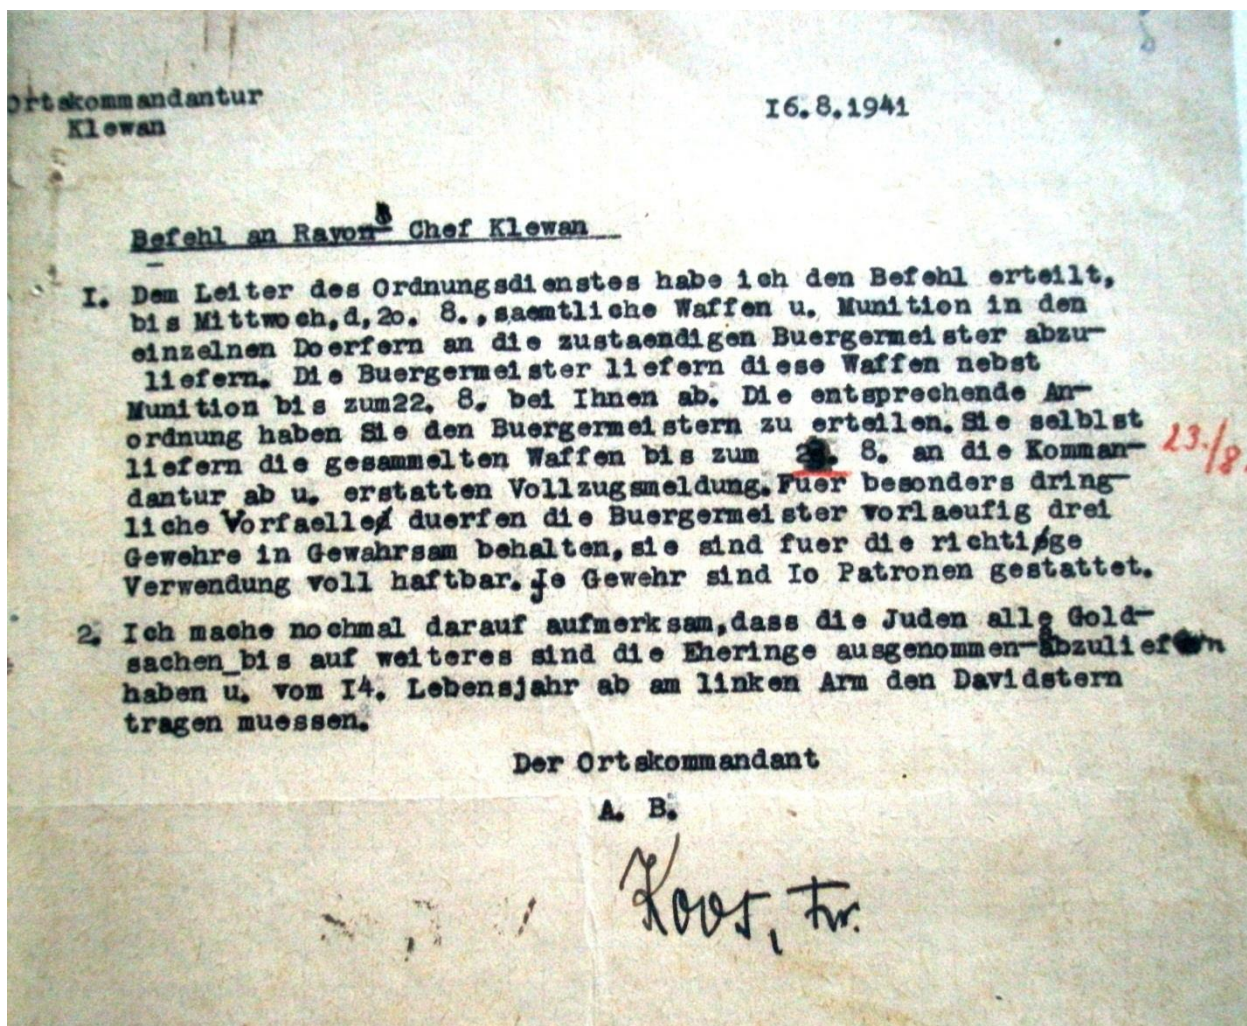 Ortskommandantur
Klewan
16.8.1941
Befehl an Rayons Chef Klewan
I. Dem Leiter des Ordnungsdienstes habe ich den Befehl erteilt,
bis Mittwoch,d,2o. 8.,saemtliche Waffen u. Munition in den
einzelnen Doerfern an die zustaendigen Buergermeister abzu-
liefern. Die Buergermeister liefern diese Waffen nebst
Munition bis zum22. 8. bei Ihnen ab. Die entsprechende An-
ordnung haben Sie den Buergermeistern zu erteilen.Sie selblst
liefern die gesammelten Waffen bis zum 8. an die Komman- 23./8.
dantur ab u. erstatten Vollzugsmeldung.Fuer besonders dring-
liche Vorfaelle duerfen die Buergermeister vorlaeufig drei
Gewehre in Gewahrsam behalten,sie sind fuer die richtige
Verwendung voll haftbar.Je Gewehr sind Io Patronen gestattet.
2. Ich mache nochmal darauf aufmerksam,dass die Juden alle Gold-
sachen_bis auf weiteres sind die Eheringe ausgenommen-abzuliefern
haben u. vom I4. Lebensjahr ab am linken Arm den Davidstern
tragen muessen.
Der Ortskommandant
A. B.
Koos, Fw.